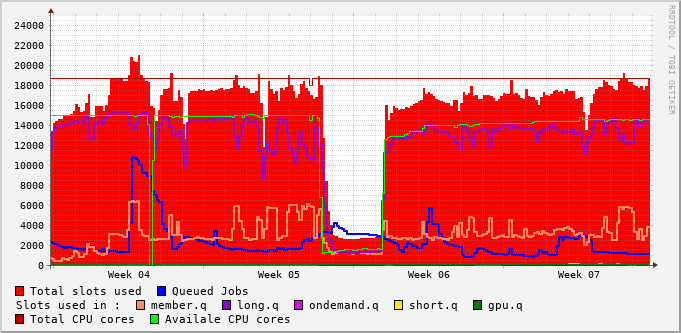 24000
22000
20000
18000
16000
14000
12000
10000
8000
6000
4000
2000
0
Week 04 Week 05 Week 06 Week 07
RRDTOOL / TOBI OETIKER
Total slots used Queued Jobs
Slots used in : member.q long.q ondemand.q short.q gpu.q
Total CPU cores Availale CPU cores